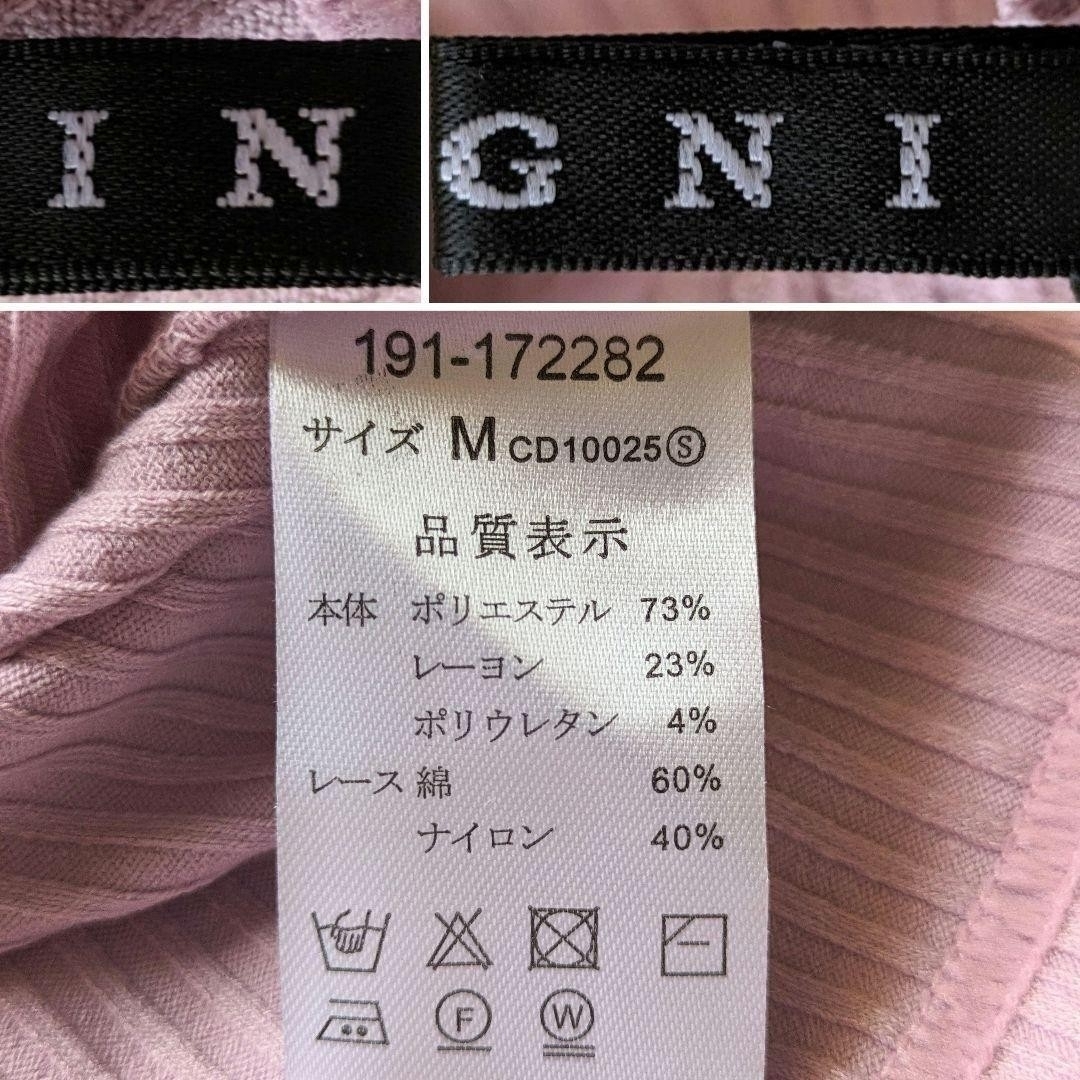 I N
G N I
191-172282
サイズ M CD10025Ⓢ
品質表示
本体 ポリエステル 73%
レーヨン 23%
ポリウレタン 4%
レース 綿 60%
ナイロン 40%
F W